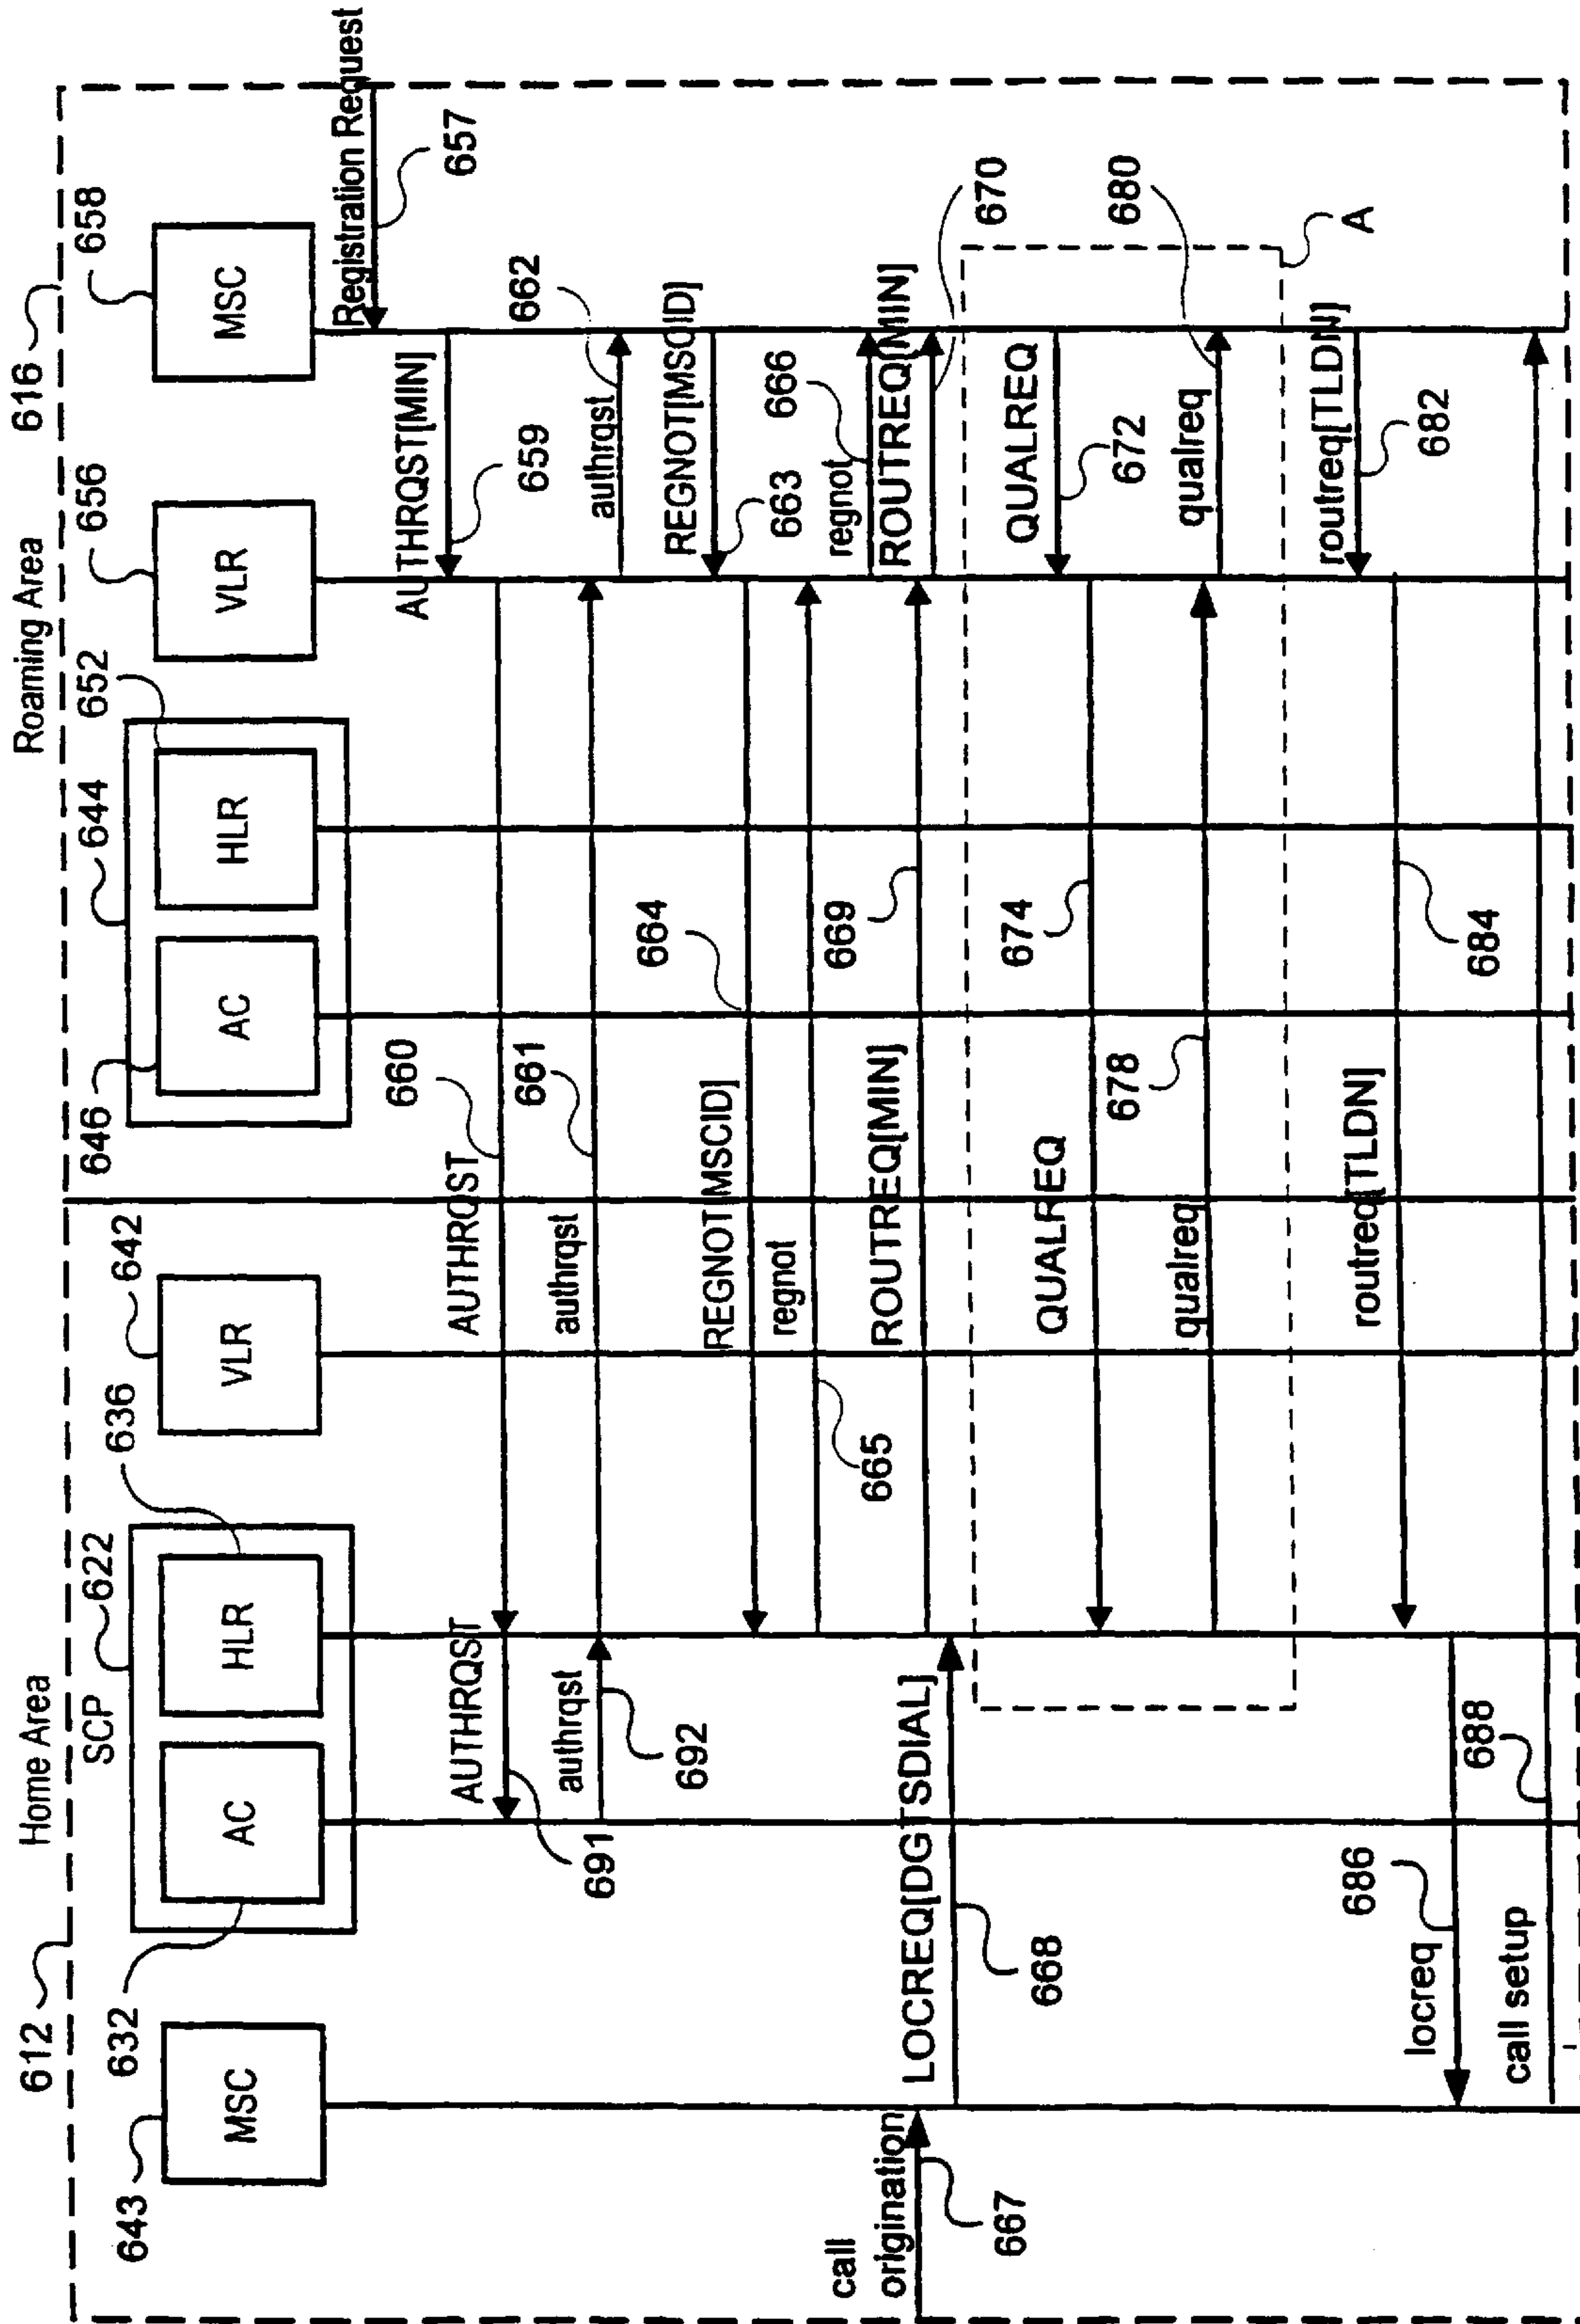 Home Area
Roaming Area
612
616
SCP
622
636
642
646
644
652
656
658
643
632
MSC
AC
HLR
VLR
AC
HLR
VLR
MSC
Registration Request
657
AUTHRQST[MIN]
659
AUTHRQST
660
AUTHRQST
691
authrqst
692
authrqst
661
authrqst
662
REGNOT[MSCID]
663
REGNOT[MSCID]
664
regnot
665
regnot
666
call
origination
667
LOCREQ[DGTSDIAL]
668
ROUTREQ[MIN]
669
ROUTREQ[MIN]
670
QUALREQ
672
QUALREQ
674
qualreq
678
qualreq
680
A
routreq[TLDN]
682
routreq[TLDN]
684
locreq
686
call setup
688